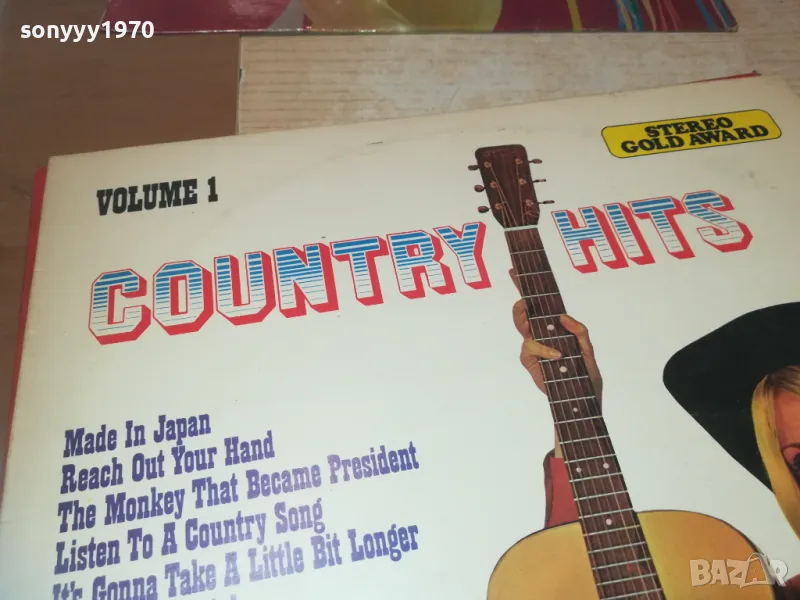 sonyyy1970
STEREO
GOLD AWARD
VOLUME 1
COUNTRY HITS
Made In Japan
Reach Out Your Hand
The Monkey That Became President
Listen To A Country Song
It's Gonna Take A Little Bit Longer
BAZAR